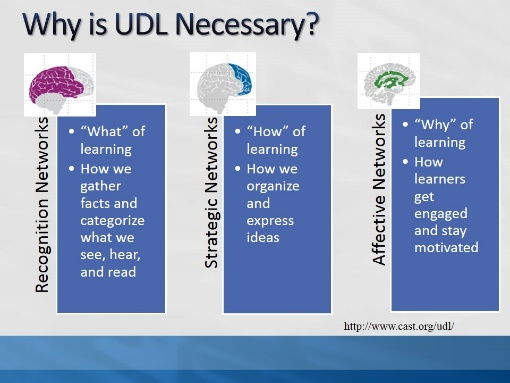 Why is UDL Necessary?
Recognition Networks
• “What” of
learning
• How we
gather
facts and
categorize
what we
see, hear,
and read
Strategic Networks
• “How” of
learning
• How we
organize
and
express
ideas
Affective Networks
• “Why” of
learning
• How
learners
get
engaged
and stay
motivated
http://www.cast.org/udl/